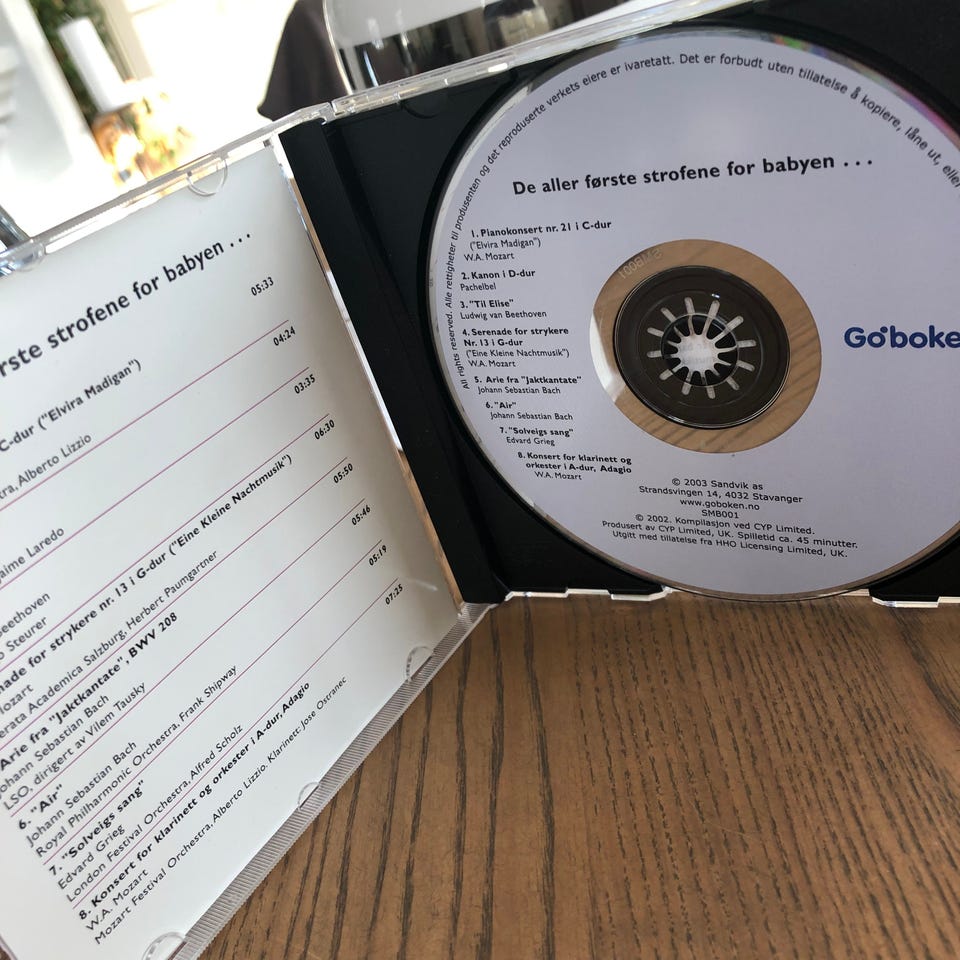 rste strofene for babyen . . .
05:33
C-dur ("Elvira Madigan")
tra, Alberto Lizzio
04:24
03:35
aime Laredo
06:30
eethoven
o Steurer
nade for strykere nr. 13 i G-dur ("Eine Kleine Nachtmusik")
ozart
erata Academica Salzburg, Herbert Paumgartner
05:50
Arie fra "Jaktkantate", BWV 208
Johann Sebastian Bach
LSO, dirigert av Vilem Tausky
05:46
6. "Air"
Johann Sebastian Bach
Royal Philharmonic Orchestra, Frank Shipway
05:19
7. "Solveigs sang"
Edvard Grieg
London Festival Orchestra, Alfred Scholz
07:25
8. Konsert for klarinett og orkester i A-dur, Adagio
W.A. Mozart
Mozart Festival Orchestra, Alberto Lizzio, Klarinett: Jose Ostranec
All rights reserved. Alle rettigheter til produsenten og det reproduserte verkets eiere er ivaretatt. Det er forbudt uten tillatelse å kopiere, låne ut, eller
De aller første strofene for babyen . . .
1. Pianokonsert nr. 21 i C-dur
("Elvira Madigan")
W.A. Mozart
2. Kanon i D-dur
Pachelbel
3. "Til Elise"
Ludwig van Beethoven
4. Serenade for strykere
Nr. 13 i G-dur
("Eine Kleine Nachtmusik")
W.A. Mozart
5. Arie fra "Jaktkantate"
Johann Sebastian Bach
6. "Air"
Johann Sebastian Bach
7. "Solveigs sang"
Edvard Grieg
8. Konsert for klarinett og
orkester i A-dur, Adagio
W.A. Mozart
SMB001
Goboke
© 2003 Sandvik as
Strandsvingen 14, 4032 Stavanger
www.goboken.no
SMB001
© 2002. Kompilasjon ved CYP Limited.
Produsert av CYP Limited, UK. Spilletid ca. 45 minutter.
Utgitt med tillatelse fra HHO Licensing Limited, UK.